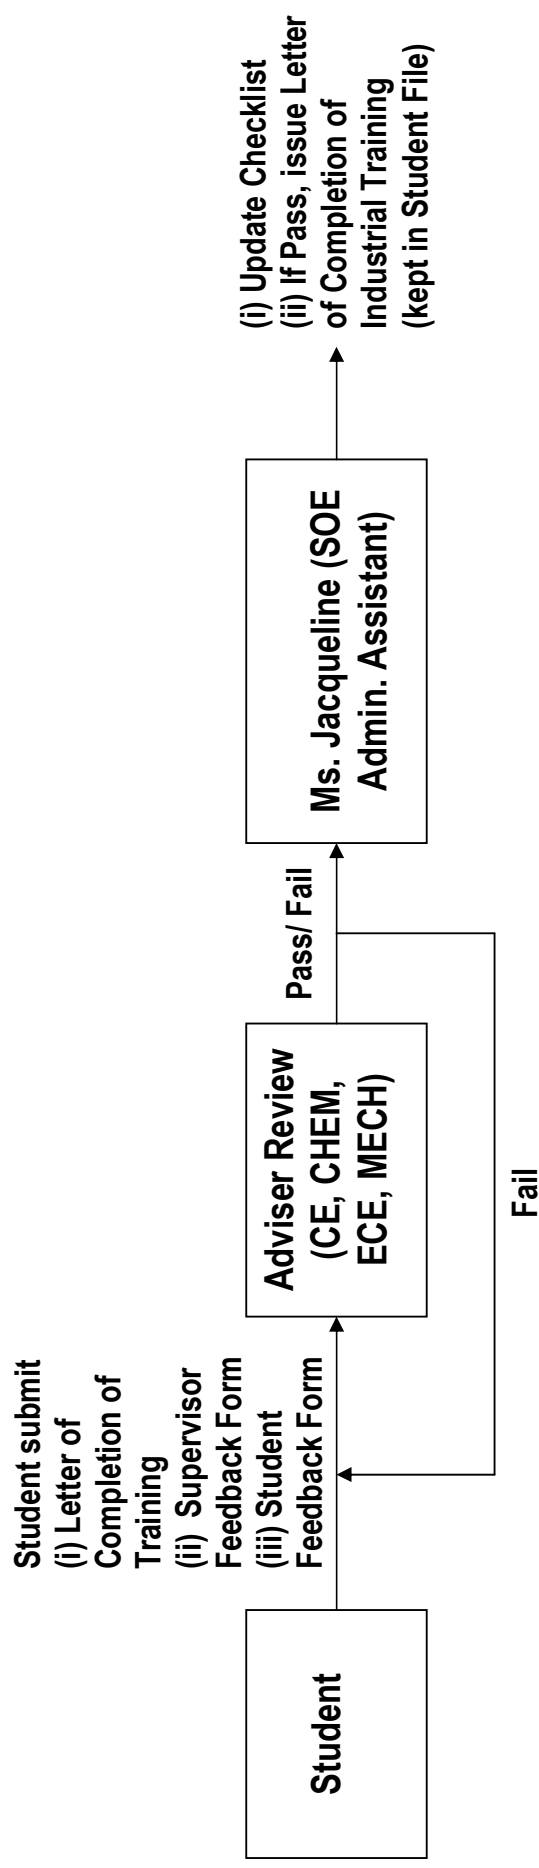 Student
Student submit
(i) Letter of
Completion of
Training
(ii) Supervisor
Feedback Form
(iii) Student
Feedback Form
Adviser Review
(CE, CHEM,
ECE, MECH)
Pass/ Fail
Fail
Ms. Jacqueline (SOE
Admin. Assistant)
(i) Update Checklist
(ii) If Pass, issue Letter
of Completion of
Industrial Training
(kept in Student File)